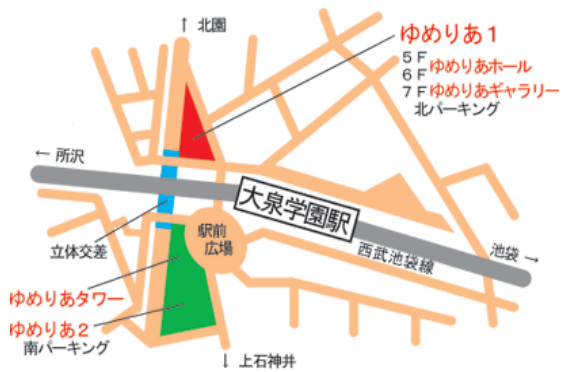 ↑ 北園
ゆめりあ1
5F ゆめりあホール
6F
7F ゆめりあギャラリー
北パーキング
← 所沢
大泉学園駅
駅前
広場
立体交差
西武池袋線
池袋 →
ゆめりあタワー
ゆめりあ2
南パーキング
↓ 上石神井